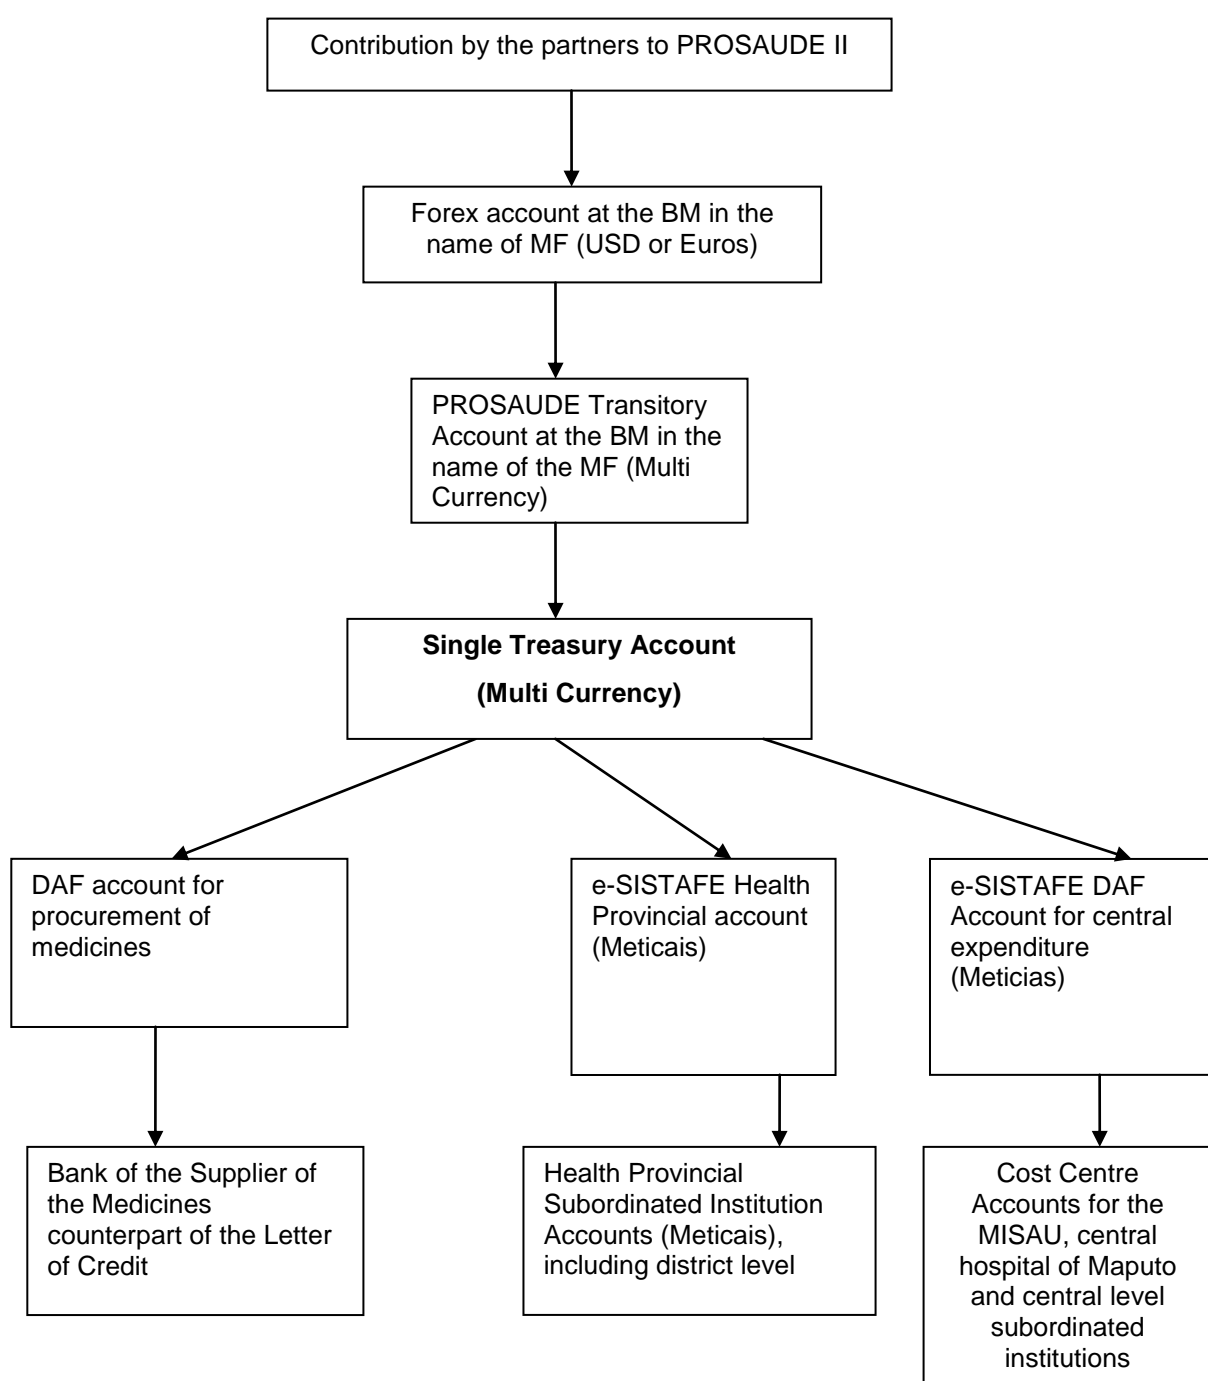 Contribution by the partners to PROSAUDE II
Forex account at the BM in the
name of MF (USD or Euros)
PROSAUDE Transitory
Account at the BM in the
name of the MF (Multi
Currency)
Single Treasury Account
(Multi Currency)
DAF account for
procurement of
medicines
e-SISTAFE Health
Provincial account
(Meticais)
e-SISTAFE DAF
Account for central
expenditure
(Meticias)
Bank of the Supplier of
the Medicines
counterpart of the Letter
of Credit
Health Provincial
Subordinated Institution
Accounts (Meticais),
including district level
Cost Centre
Accounts for the
MISAU, central
hospital of Maputo
and central level
subordinated
institutions